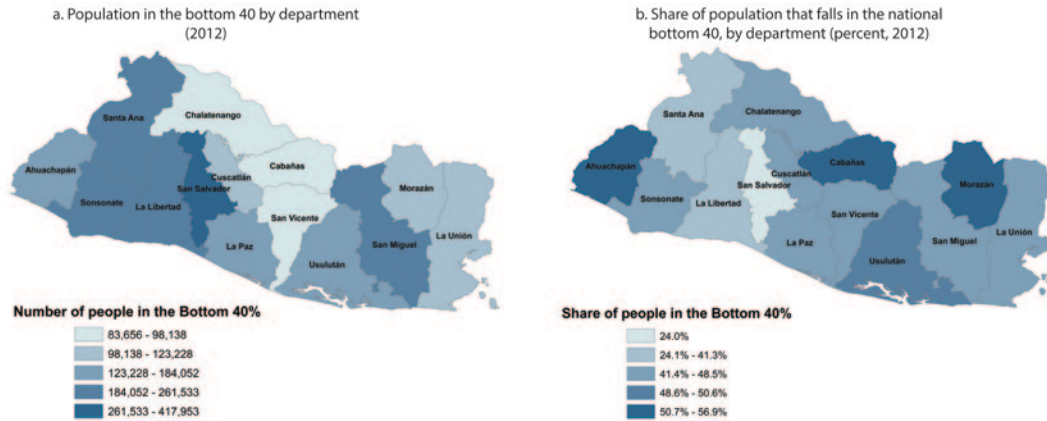 a. Population in the bottom 40 by department
(2012)
Santa Ana
Chalatenango
Ahuachapán
Cabañas
Cuscatlán
Morazán
San Salvador
Sonsonate
La Libertad
San Vicente
La Unión
La Paz
San Miguel
Usulután
Number of people in the Bottom 40%
83,656 - 98,138
98,138 - 123,228
123,228 - 184,052
184,052 - 261,533
261,533 - 417,953
b. Share of population that falls in the national
bottom 40, by department (percent, 2012)
Santa Ana
Chalatenango
Ahuachapán
Cabañas
Cuscatlán
Morazán
San Salvador
Sonsonate
La Libertad
San Vicente
La Unión
La Paz
San Miguel
Usulután
Share of people in the Bottom 40%
24.0%
24.1% - 41.3%
41.4% - 48.5%
48.6% - 50.6%
50.7% - 56.9%